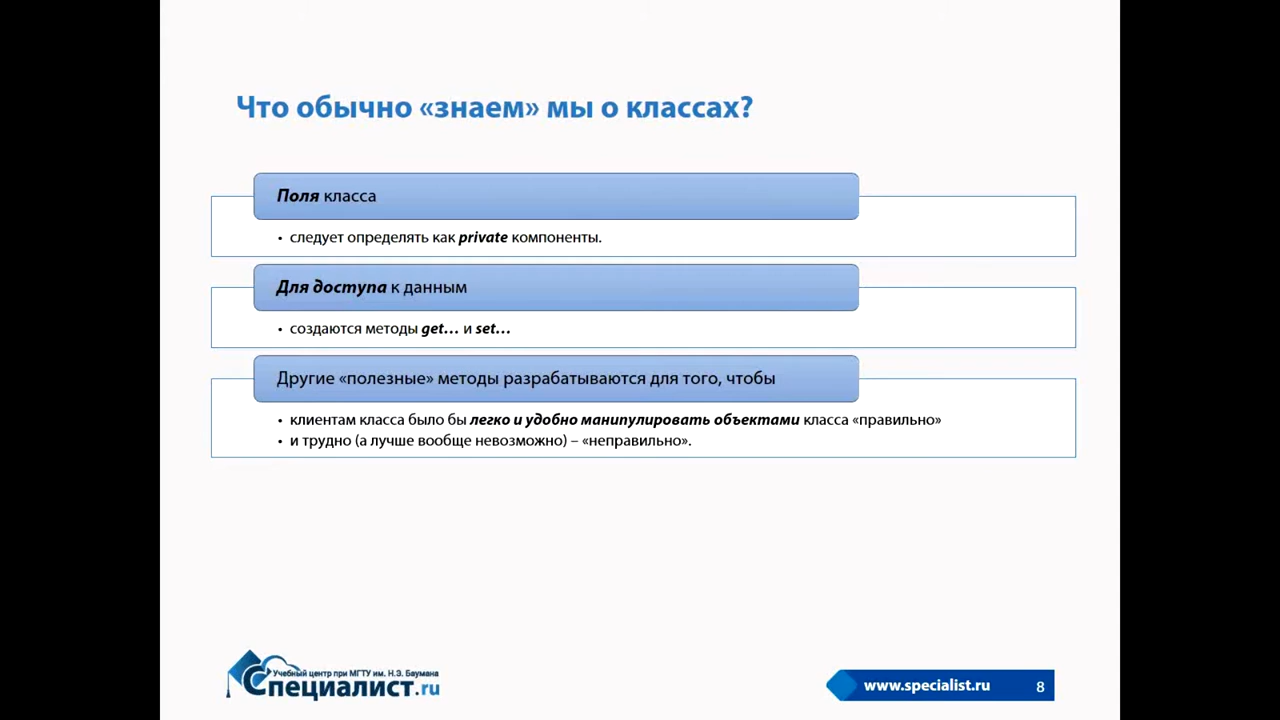 Что обычно «знаем» мы о классах?
Поля класса
• следует определять как private компоненты.
Для доступа к данным
• создаются методы get… и set…
Другие «полезные» методы разрабатываются для того, чтобы
• клиентам класса было бы легко и удобно манипулировать объектами класса «правильно»
• и трудно (а лучше вообще невозможно) – «неправильно».
Учебный центр при МГТУ им. Н.Э. Баумана
Специалист.ru
www.specialist.ru 8